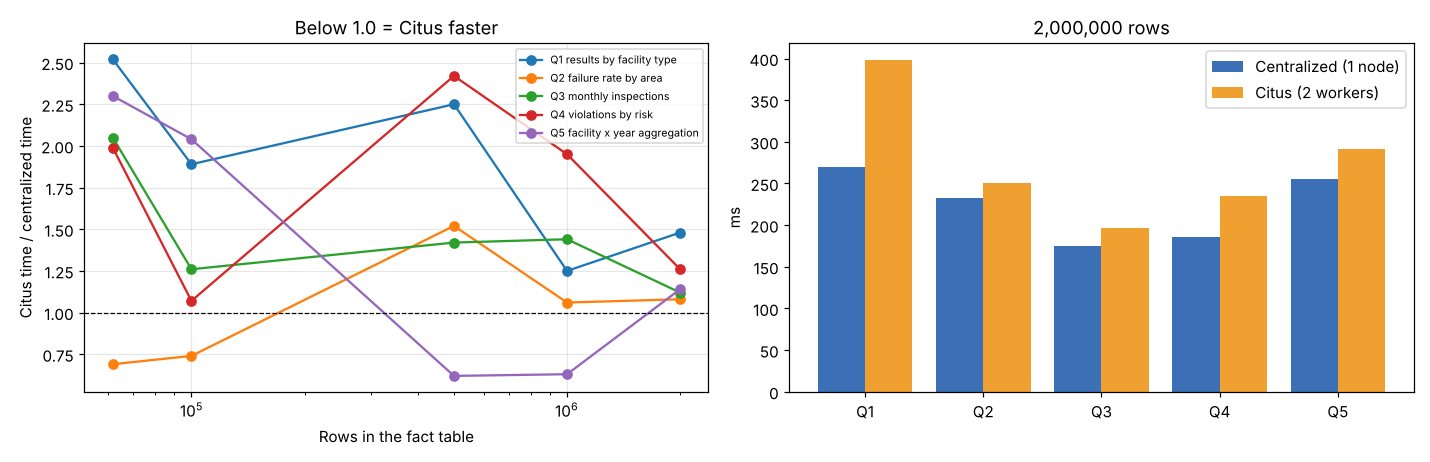 Below 1.0 = Citus faster
Citus time / centralized time
2.50
2.25
2.00
1.75
1.50
1.25
1.00
0.75
Q1 results by facility type
Q2 failure rate by area
Q3 monthly inspections
Q4 violations by risk
Q5 facility x year aggregation
10⁵
10⁶
Rows in the fact table
2,000,000 rows
ms
400
350
300
250
200
150
100
50
0
Centralized (1 node)
Citus (2 workers)
Q1
Q2
Q3
Q4
Q5